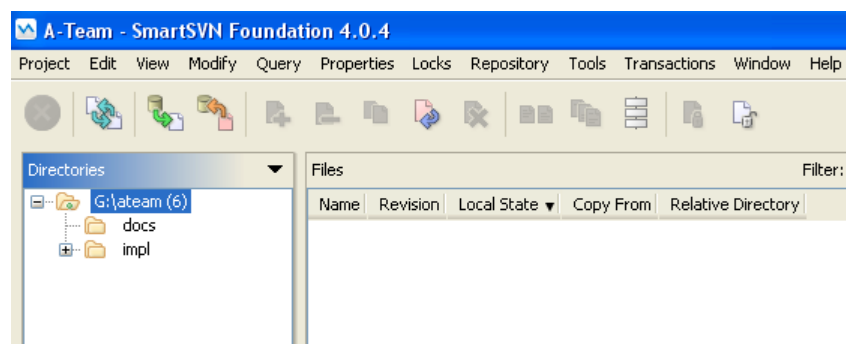 A-Team - SmartSVN Foundation 4.0.4
Project Edit View Modify Query Properties Locks Repository Tools Transactions Window Help
Directories
Files Filter:
G:\ateam (6)
Name Revision Local State Copy From Relative Directory
docs
impl